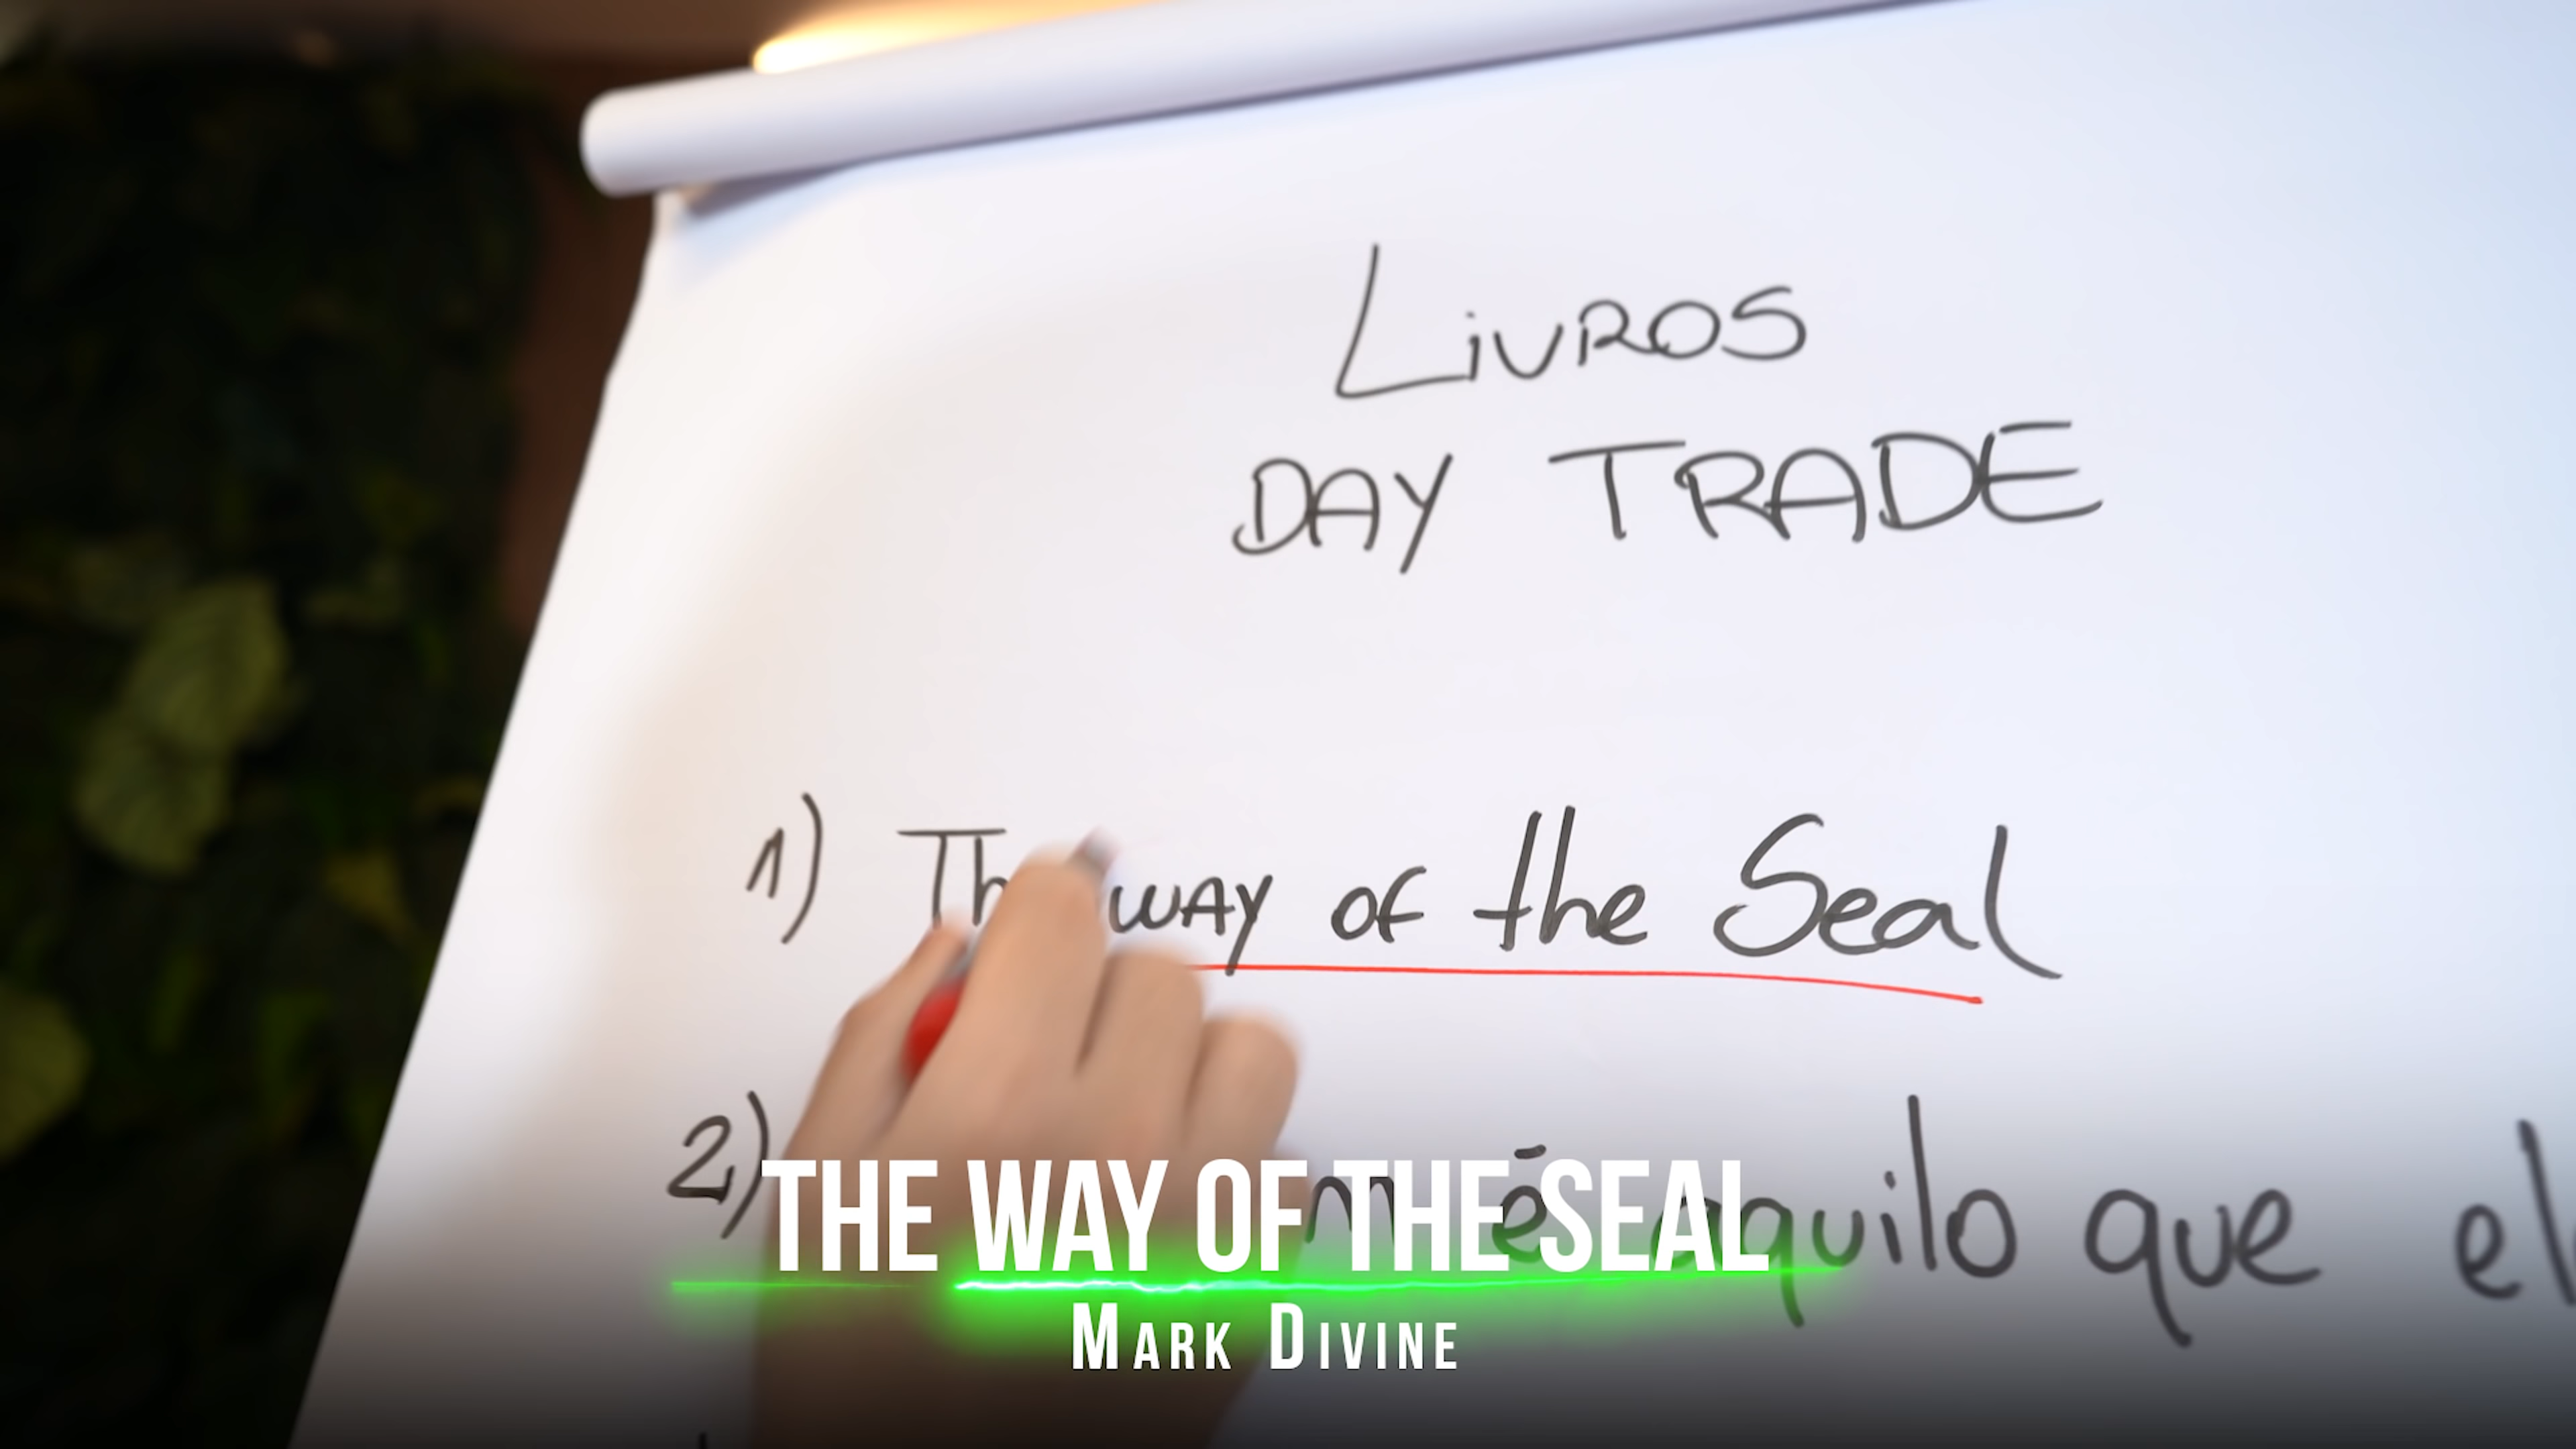 LIVROS
DAY TRADE
1) The way of the Seal
2) é aquilo que
THE WAY OF THE SEAL
MARK DIVINE